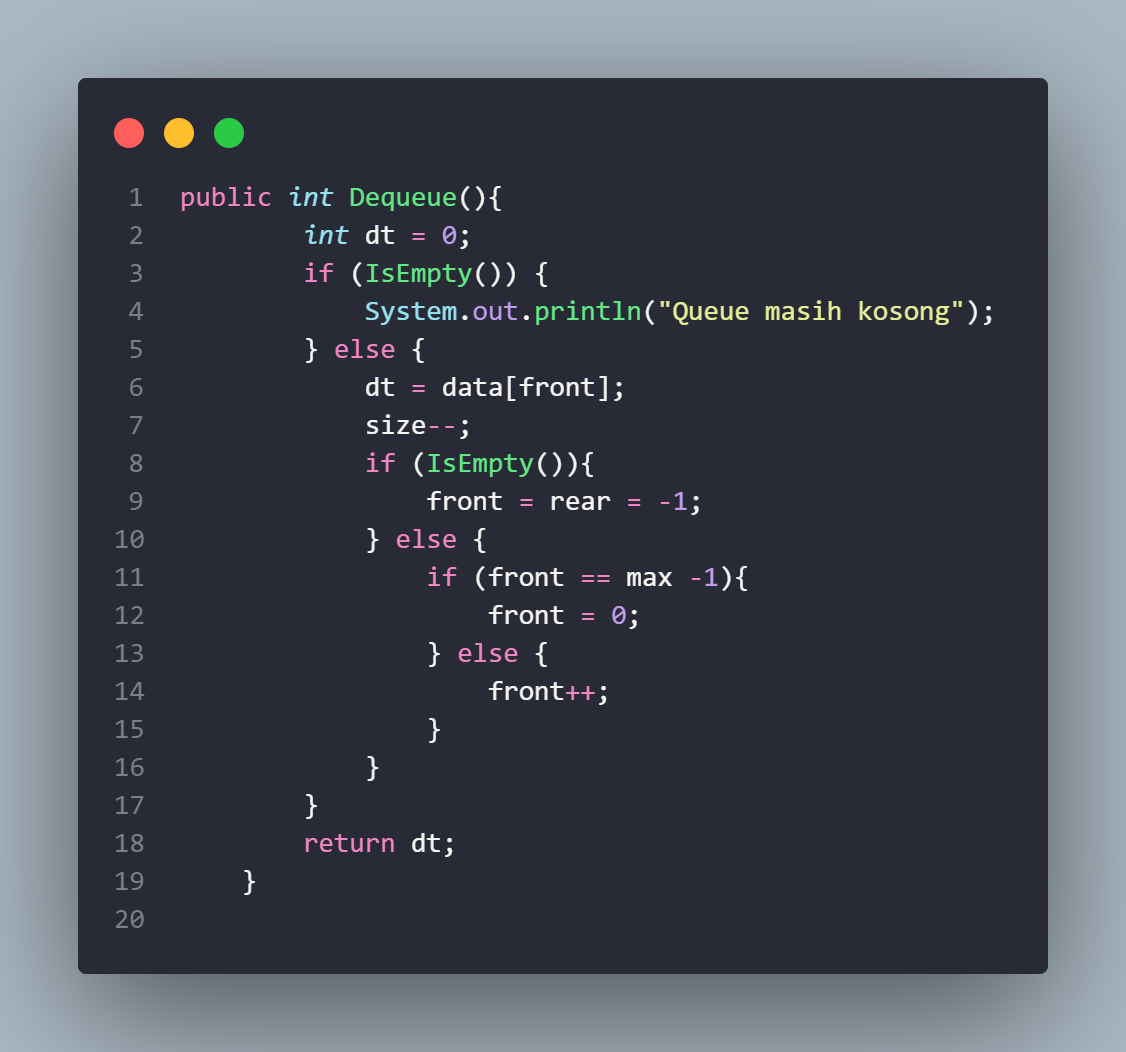 1 public int Dequeue(){
2         int dt = 0;
3         if (IsEmpty()) {
4             System.out.println("Queue masih kosong");
5         } else {
6             dt = data[front];
7             size--;
8             if (IsEmpty()){
9                 front = rear = -1;
10             } else {
11                 if (front == max -1){
12                     front = 0;
13                 } else {
14                     front++;
15                 }
16             }
17         }
18         return dt;
19     }
20